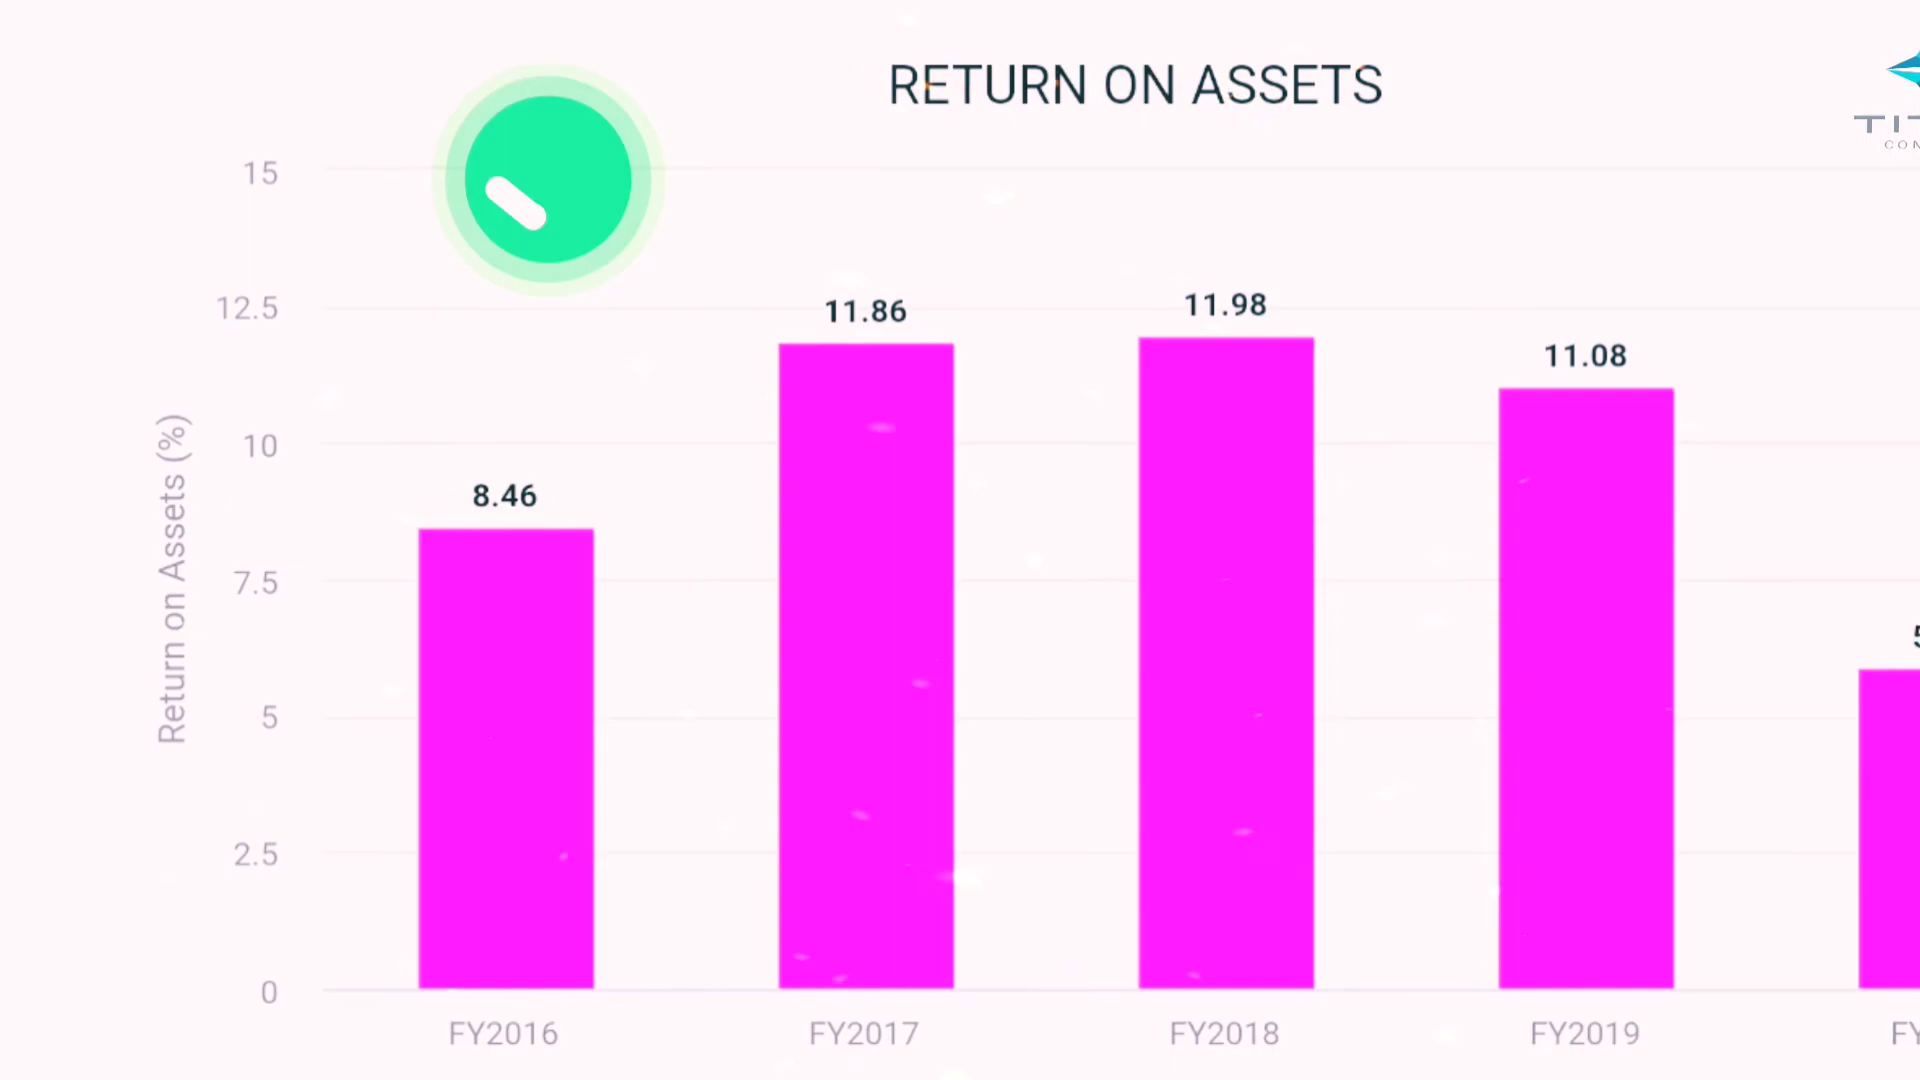 RETURN ON ASSETS
15
12.5
10
7.5
5
2.5
0
Return on Assets (%)
8.46
11.86
11.98
11.08
FY2016
FY2017
FY2018
FY2019